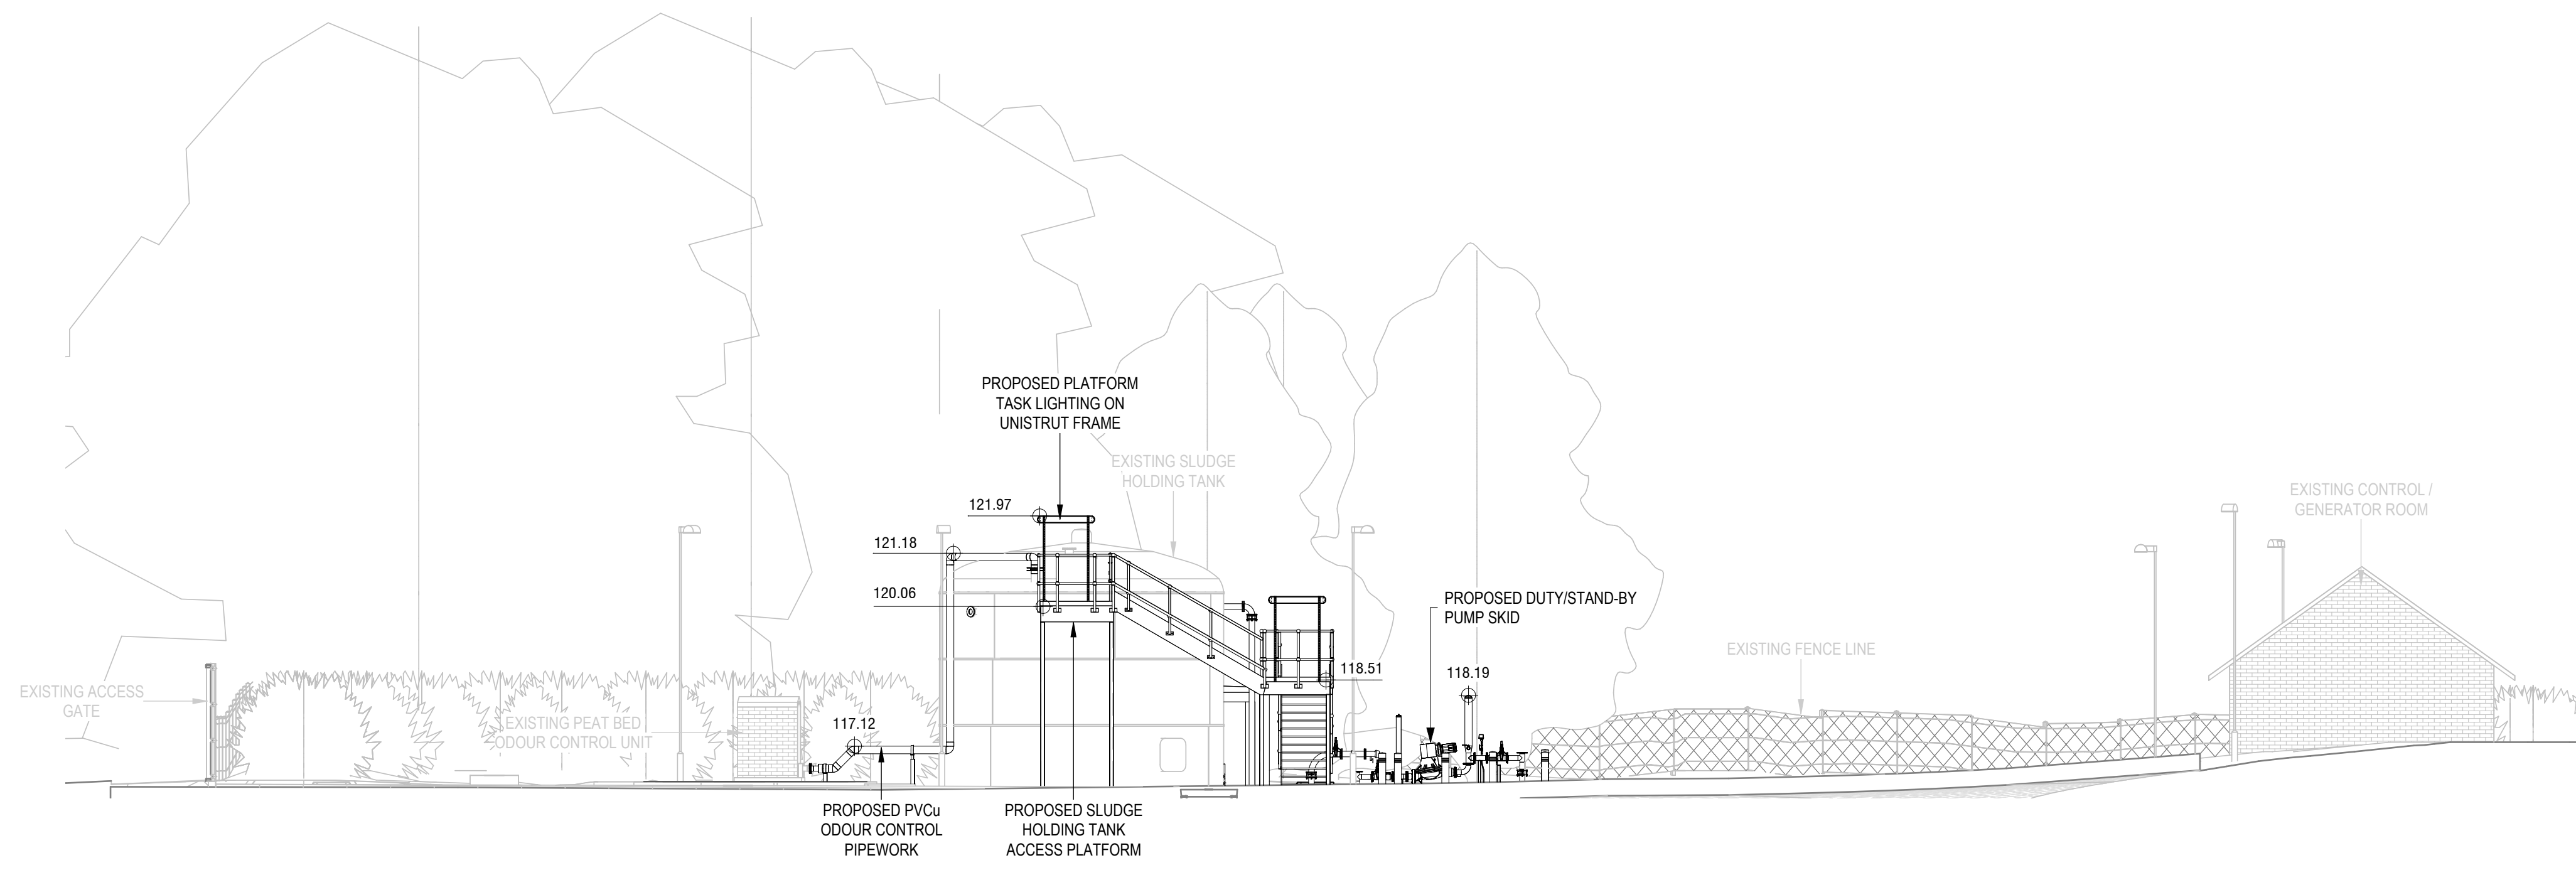 PROPOSED PLATFORM
TASK LIGHTING ON
UNISTRUT FRAME
EXISTING SLUDGE
HOLDING TANK
EXISTING CONTROL /
GENERATOR ROOM
121.97
121.18
120.06
PROPOSED DUTY/STAND-BY
PUMP SKID
EXISTING FENCE LINE
118.51
118.19
EXISTING ACCESS
GATE
EXISTING PEAT BED
ODOUR CONTROL UNIT
117.12
PROPOSED PVCu
ODOUR CONTROL
PIPEWORK
PROPOSED SLUDGE
HOLDING TANK
ACCESS PLATFORM